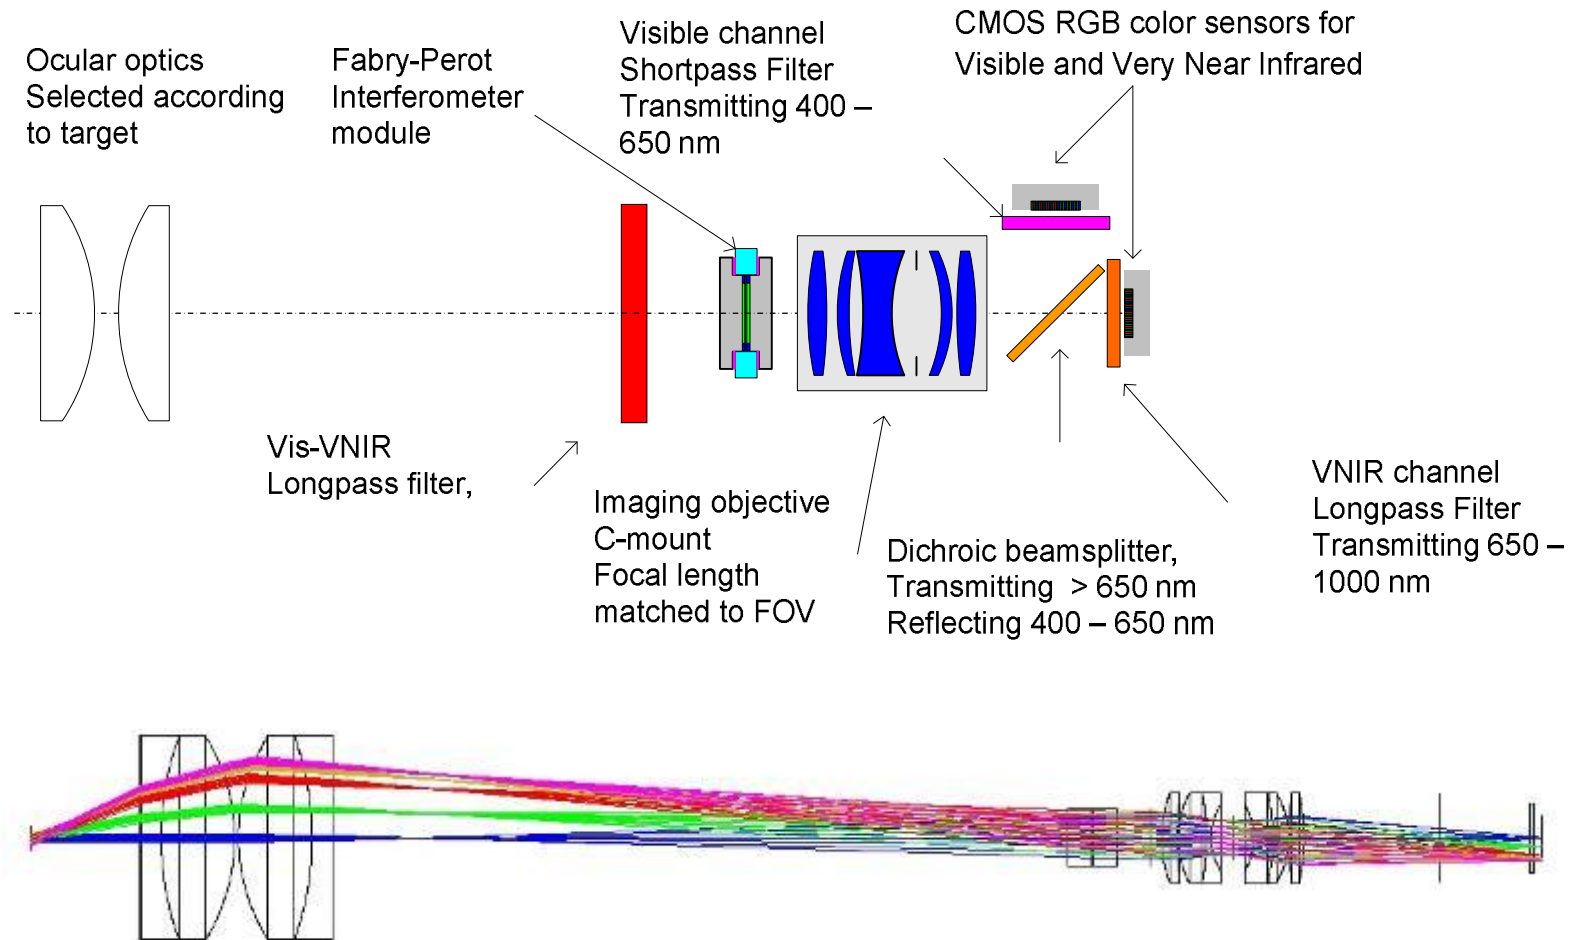 Ocular optics
Selected according
to target
Fabry-Perot
Interferometer
module
Visible channel
Shortpass Filter
Transmitting 400 –
650 nm
CMOS RGB color sensors for
Visible and Very Near Infrared
Vis-VNIR
Longpass filter,
Imaging objective
C-mount
Focal length
matched to FOV
Dichroic beamsplitter,
Transmitting > 650 nm
Reflecting 400 – 650 nm
VNIR channel
Longpass Filter
Transmitting 650 –
1000 nm